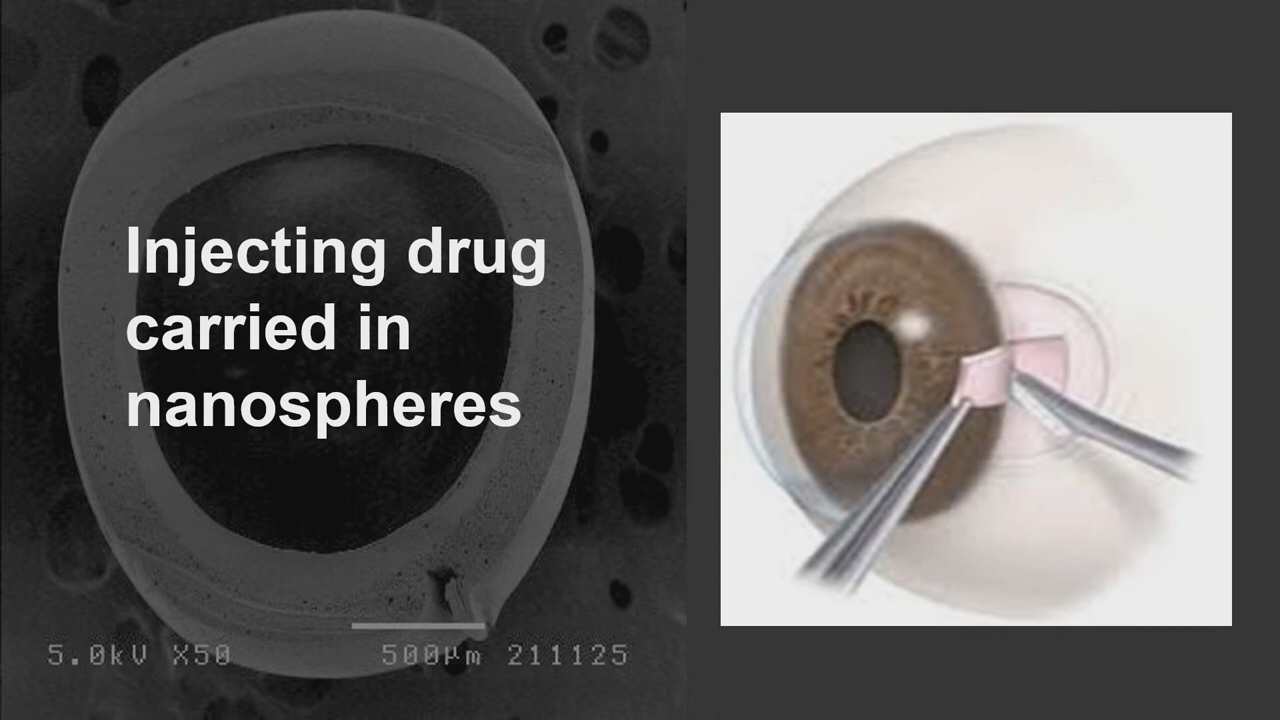 Injecting drug
carried in
nanospheres
5.0kV X50 500µm 211125